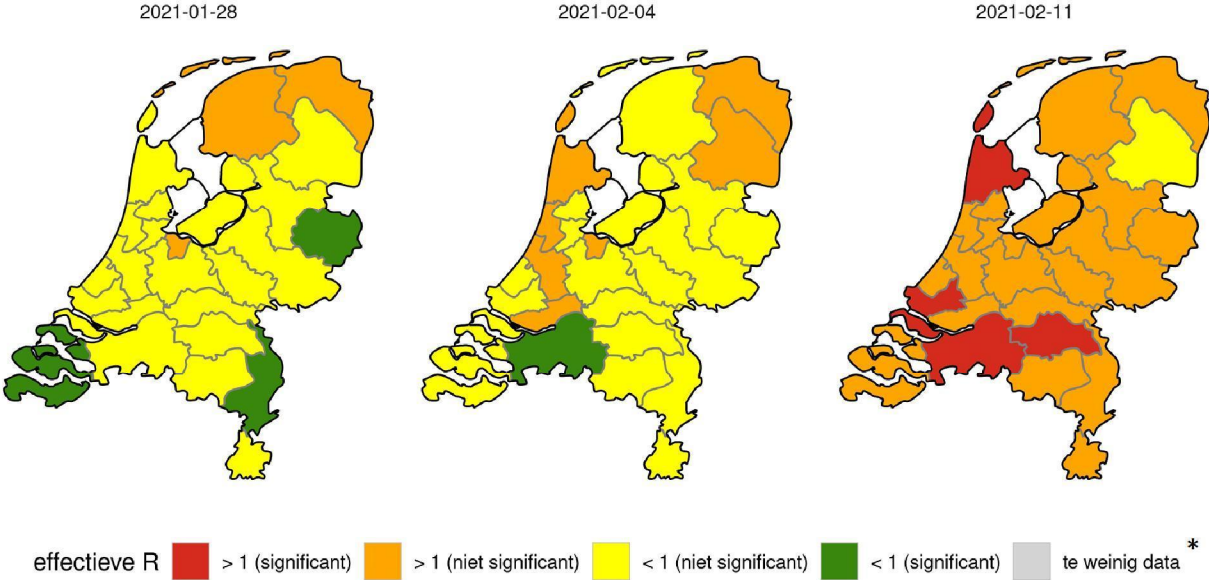 2021-01-28 2021-02-04 2021-02-11
effectieve R > 1 (significant) > 1 (niet significant) < 1 (niet significant) < 1 (significant) te weinig data *